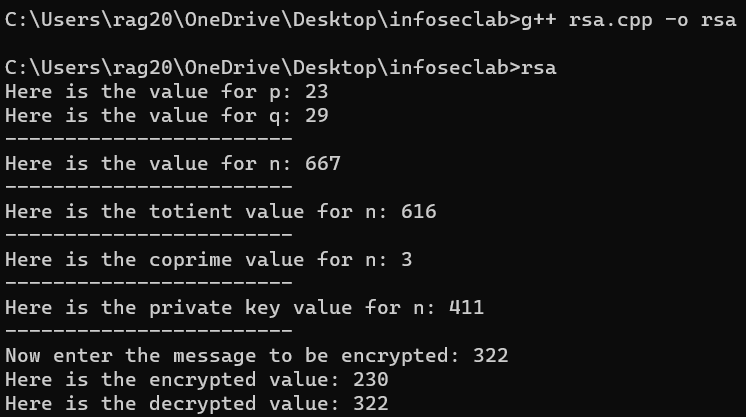 C:\Users\rag20\OneDrive\Desktop\infoseclab>g++ rsa.cpp -o rsa
C:\Users\rag20\OneDrive\Desktop\infoseclab>rsa
Here is the value for p: 23
Here is the value for q: 29
------------------------
Here is the value for n: 667
------------------------
Here is the totient value for n: 616
------------------------
Here is the coprime value for n: 3
------------------------
Here is the private key value for n: 411
------------------------
Now enter the message to be encrypted: 322
Here is the encrypted value: 230
Here is the decrypted value: 322